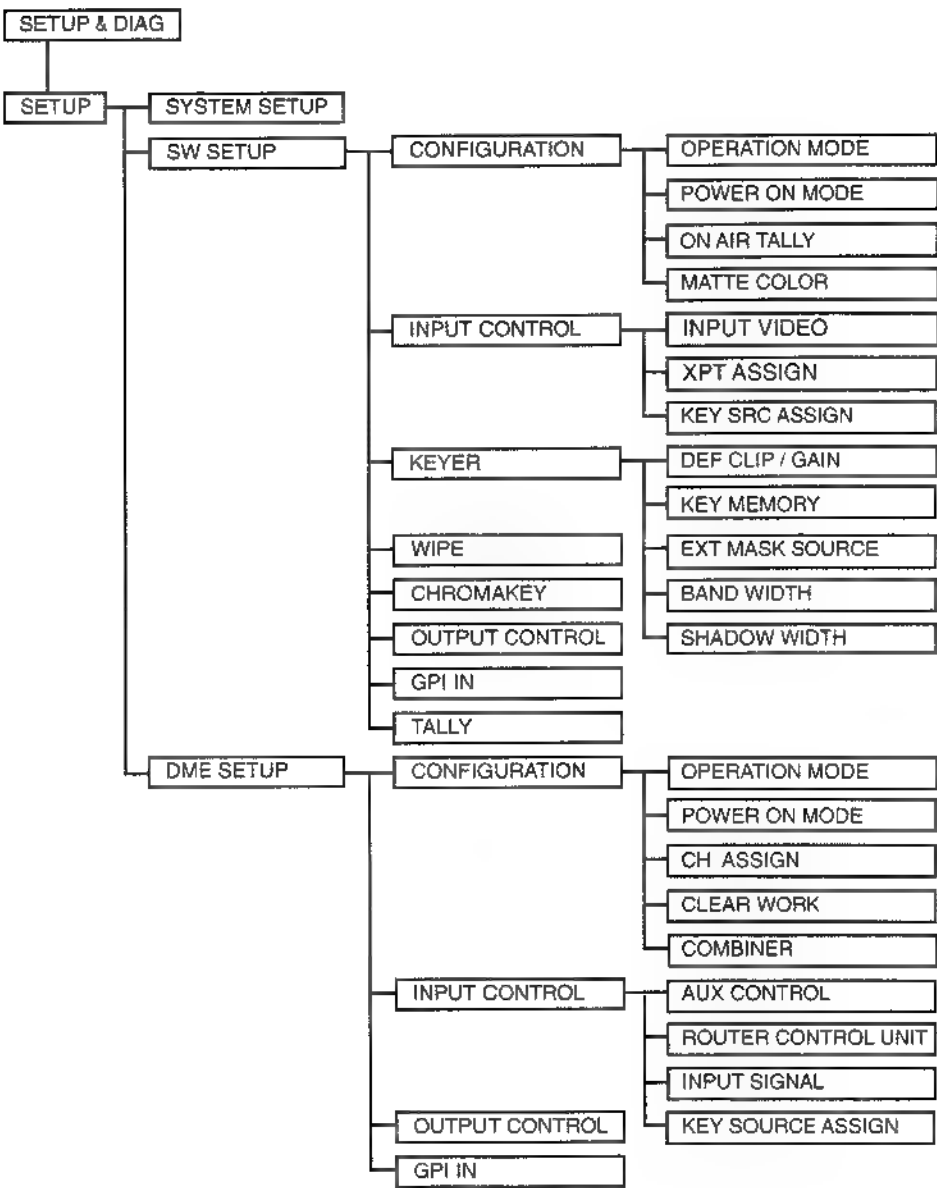 SETUP & DIAG
SETUP
SYSTEM SETUP
SW SETUP
CONFIGURATION
OPERATION MODE
POWER ON MODE
ON AIR TALLY
MATTE COLOR
INPUT CONTROL
INPUT VIDEO
XPT ASSIGN
KEY SRC ASSIGN
KEYER
DEF CLIP / GAIN
KEY MEMORY
EXT MASK SOURCE
BAND WIDTH
SHADOW WIDTH
WIPE
CHROMAKEY
OUTPUT CONTROL
GPI IN
TALLY
DME SETUP
CONFIGURATION
OPERATION MODE
POWER ON MODE
CH ASSIGN
CLEAR WORK
COMBINER
INPUT CONTROL
AUX CONTROL
ROUTER CONTROL UNIT
INPUT SIGNAL
KEY SOURCE ASSIGN
OUTPUT CONTROL
GPI IN